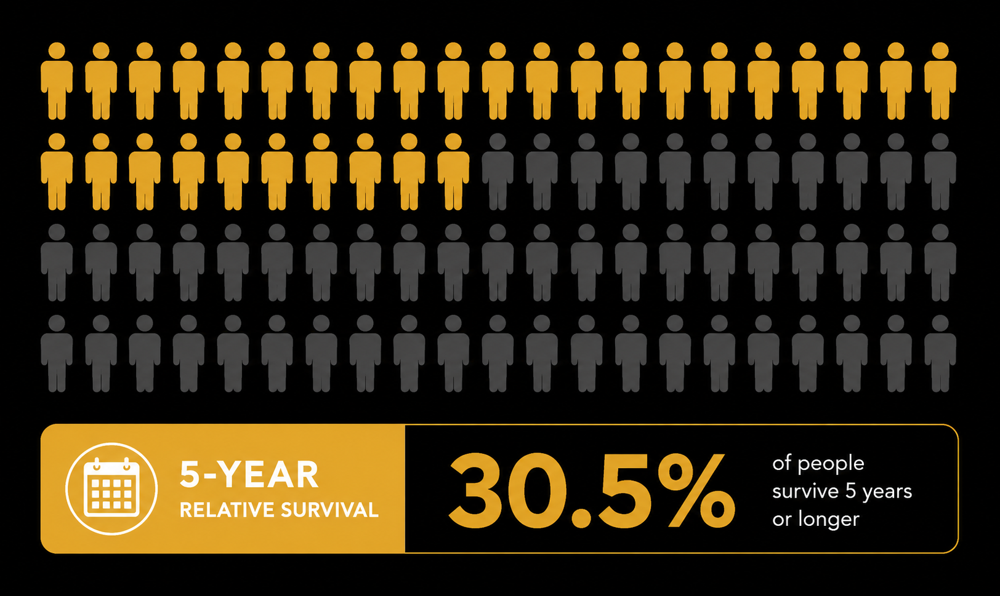 5-YEAR
RELATIVE SURVIVAL
30.5%
of people
survive 5 years
or longer